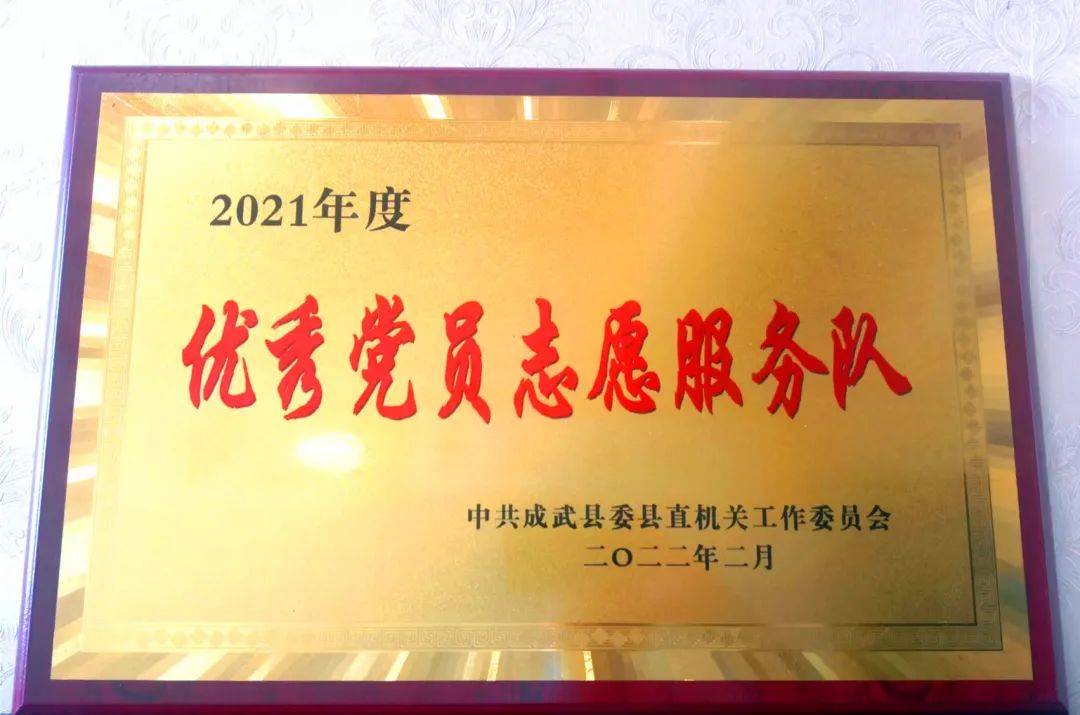 2021年度
优秀党员志愿服务队
中共成武县委县直机关工作委员会
二〇二二年二月